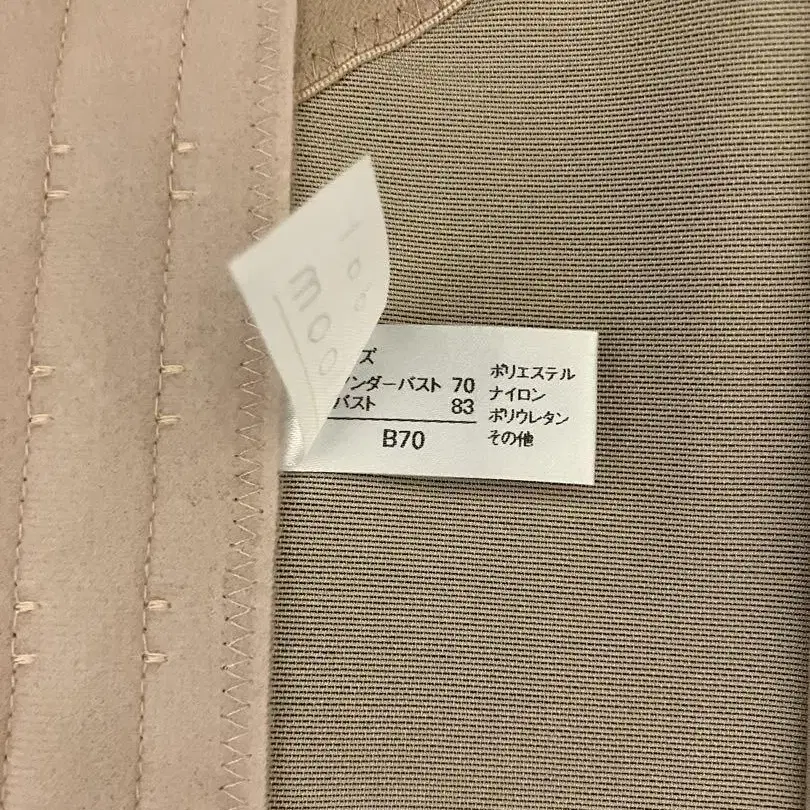 ズ
ンダーバスト 70
バスト 83
B70
ポリエステル
ナイロン
ポリウレタン
その他
moo